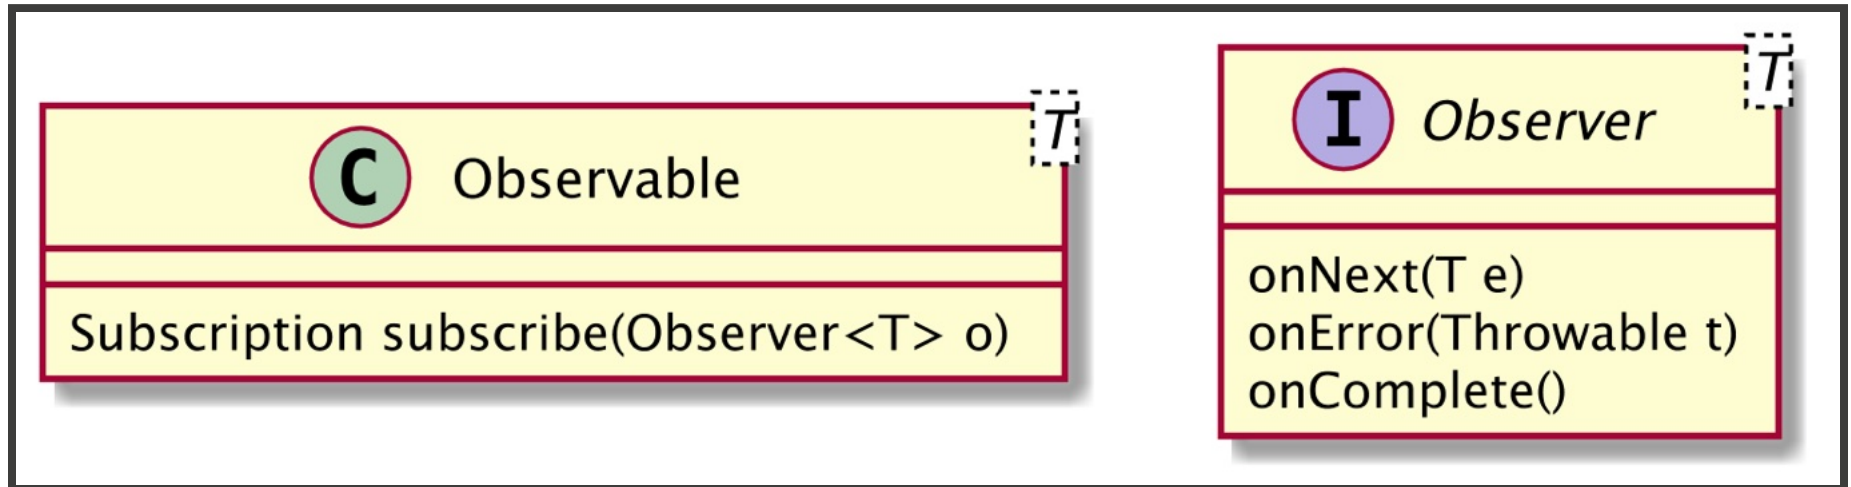 T
C Observable
Subscription subscribe(Observer<T> o)
T
I Observer
onNext(T e)
onError(Throwable t)
onComplete()